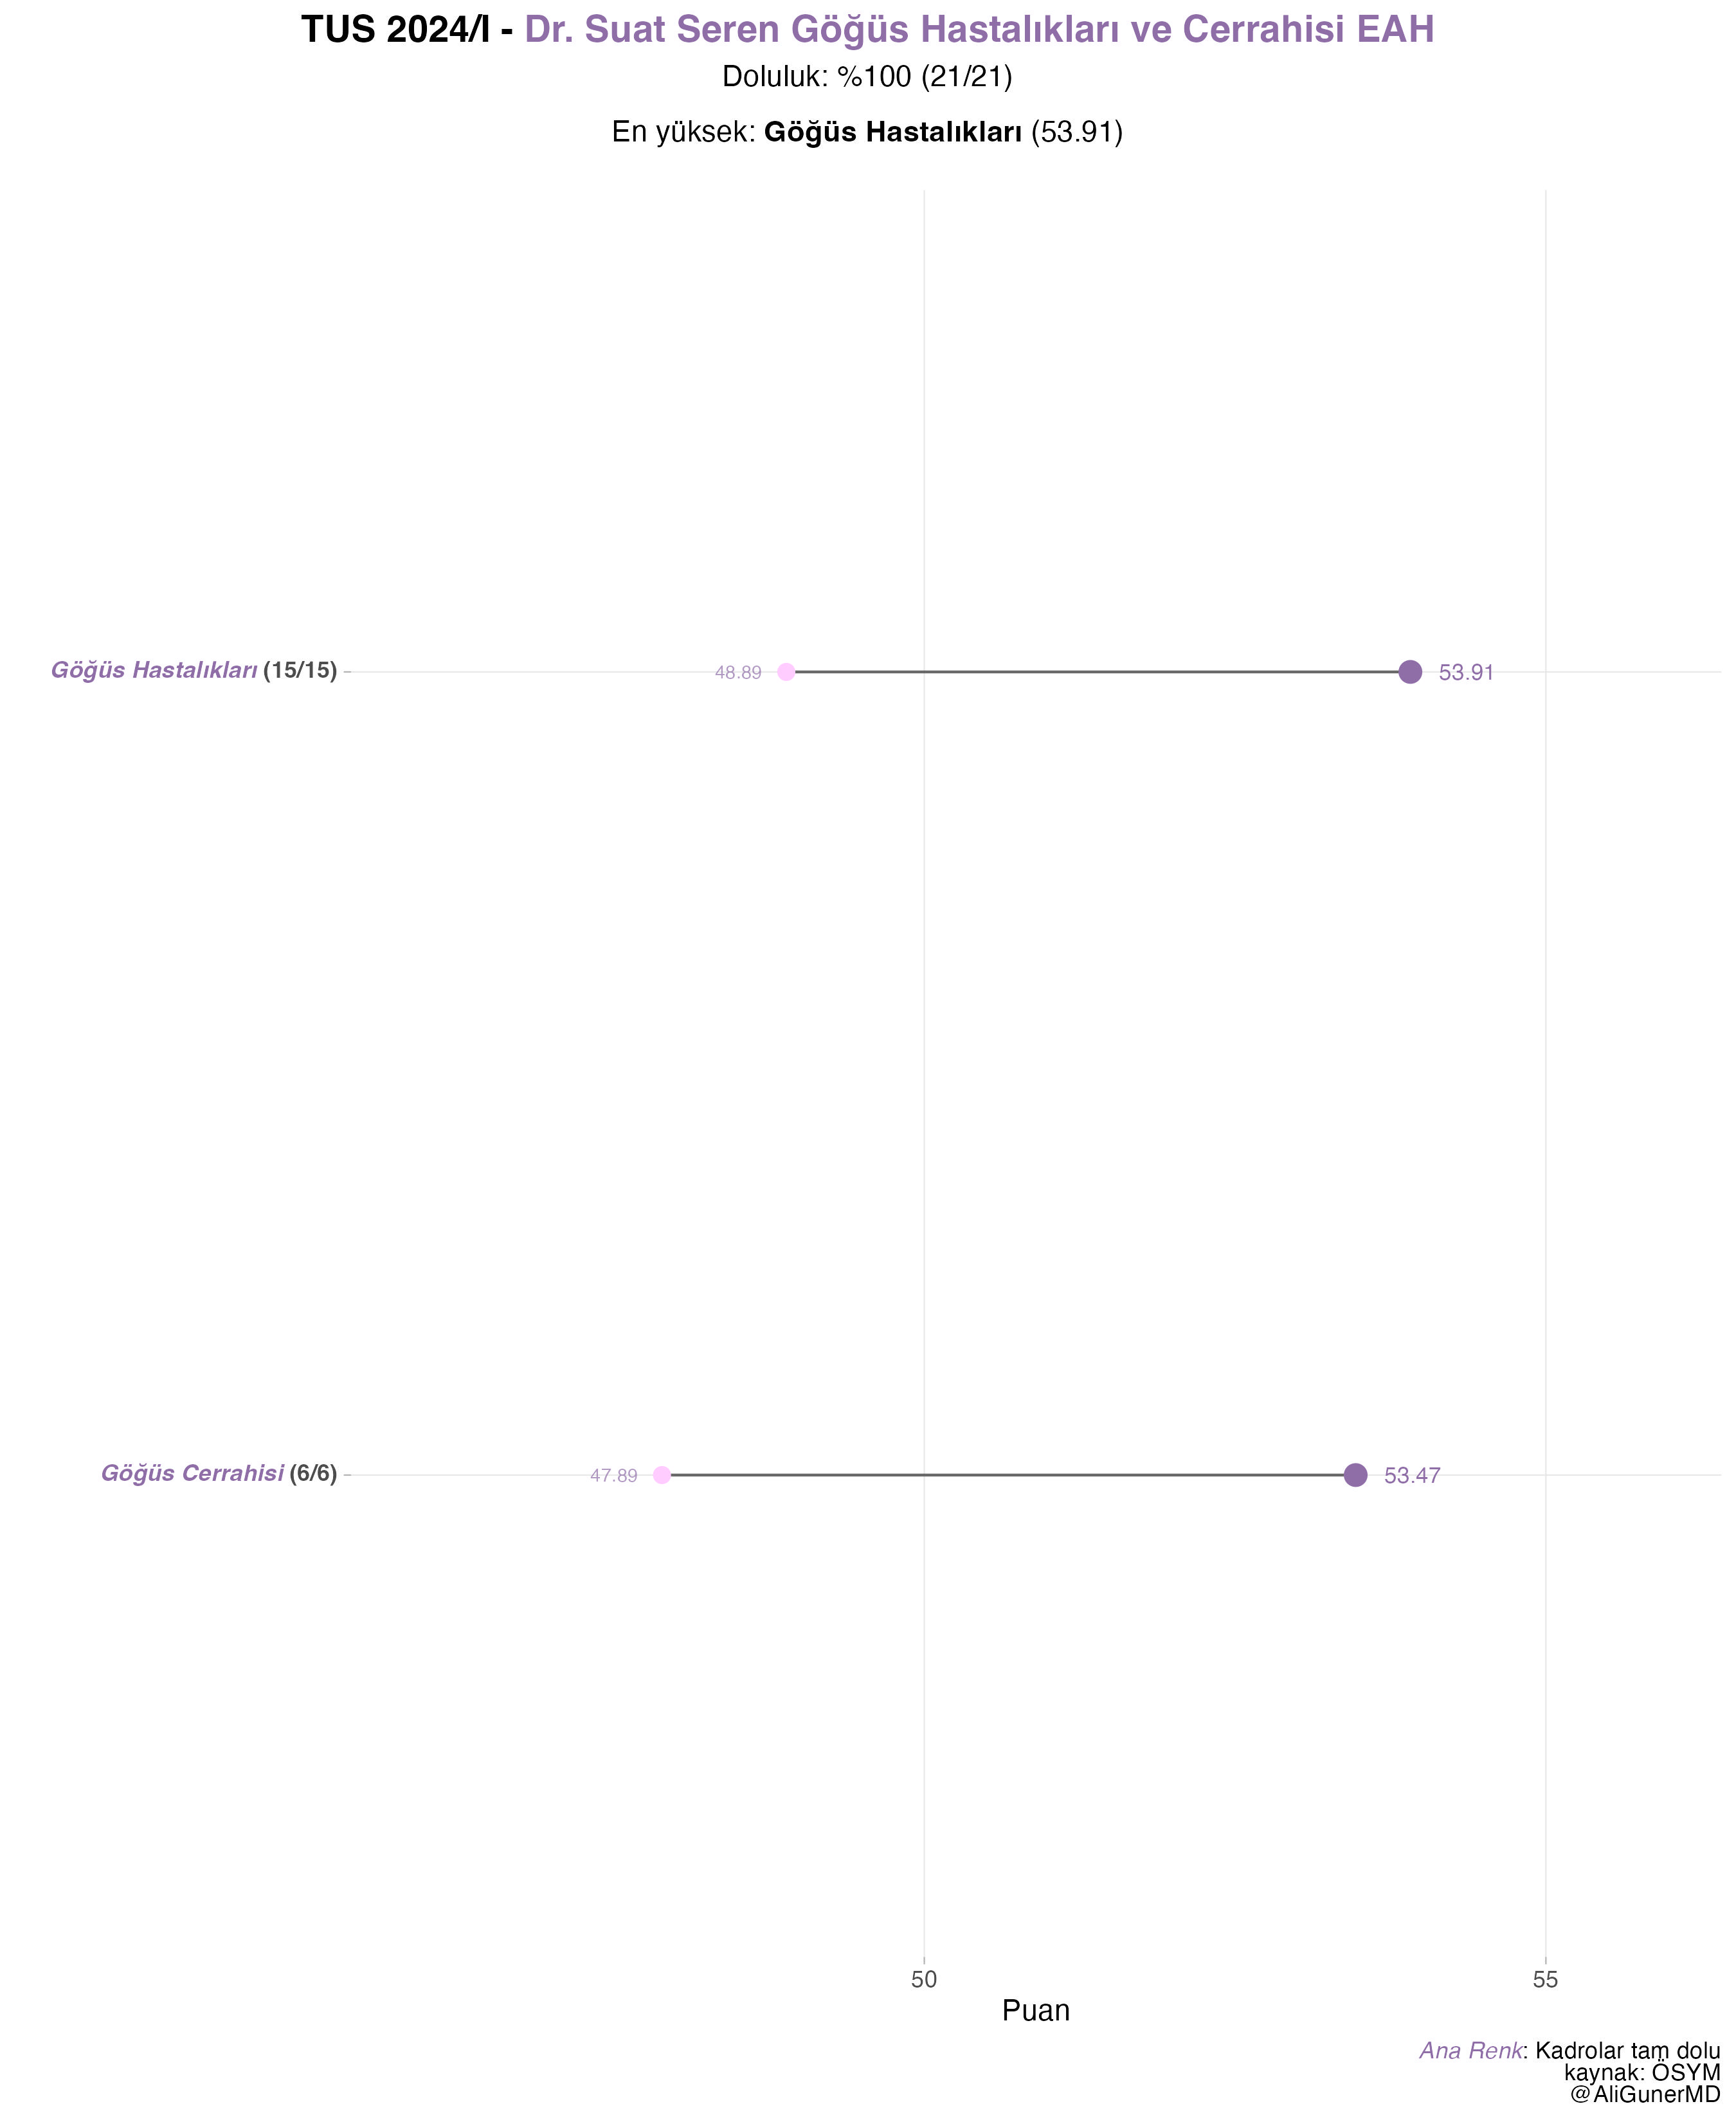 TUS 2024/I - Dr. Suat Seren Göğüs Hastalıkları ve Cerrahisi EAH
Doluluk: %100 (21/21)
En yüksek: Göğüs Hastalıkları (53.91)
Göğüs Hastalıkları (15/15)
48.89
53.91
Göğüs Cerrahisi (6/6)
47.89
53.47
50
55
Puan
Ana Renk: Kadrolar tam dolu
kaynak: ÖSYM
@AliGunerMD